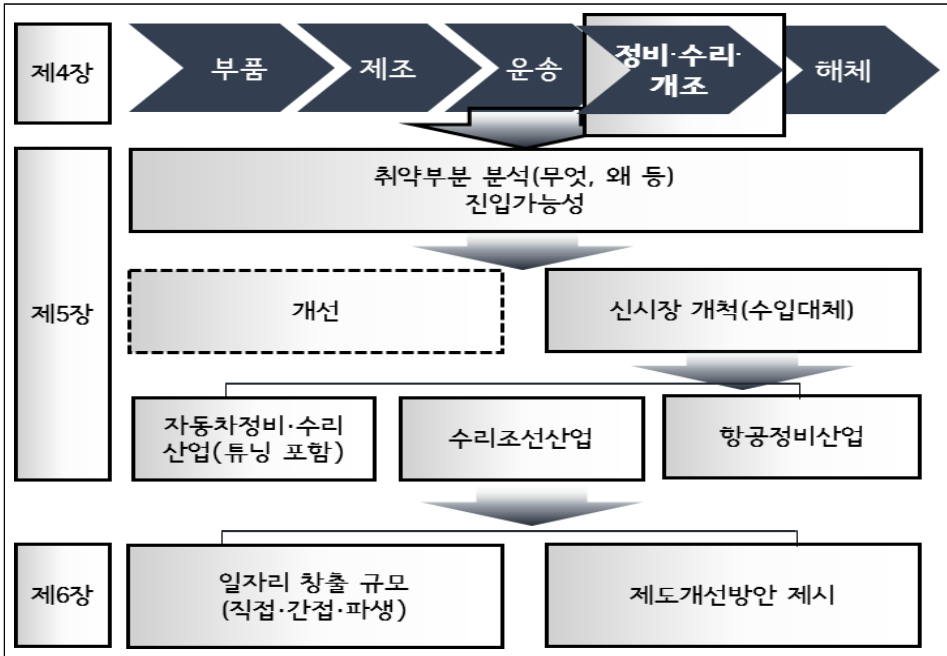 제4장
부품
제조
운송
정비·수리·
개조
해체
제5장
취약부분 분석(무엇, 왜 등)
진입가능성
개선
신시장 개척(수입대체)
자동차정비·수리
산업(튜닝 포함)
수리조선산업
항공정비산업
제6장
일자리 창출 규모
(직접·간접·파생)
제도개선방안 제시